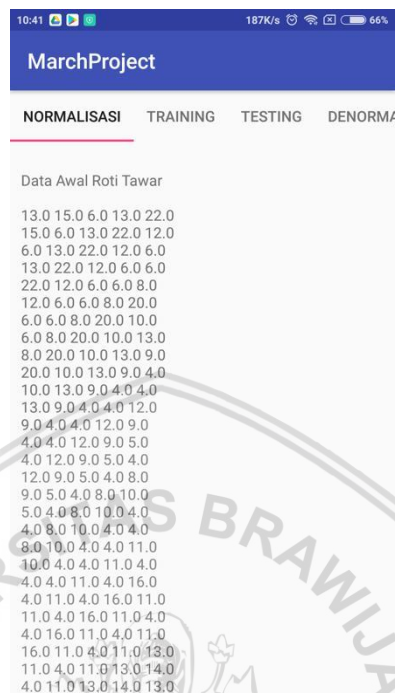 10:41 187K/s 66%
MarchProject
NORMALISASI TRAINING TESTING DENORMA
Data Awal Roti Tawar
13.0 15.0 6.0 13.0 22.0
15.0 6.0 13.0 22.0 12.0
6.0 13.0 22.0 12.0 6.0
13.0 22.0 12.0 6.0 6.0
22.0 12.0 6.0 6.0 8.0
12.0 6.0 6.0 8.0 20.0
6.0 6.0 8.0 20.0 10.0
6.0 8.0 20.0 10.0 13.0
8.0 20.0 10.0 13.0 9.0
20.0 10.0 13.0 9.0 4.0
10.0 13.0 9.0 4.0 4.0
13.0 9.0 4.0 4.0 12.0
9.0 4.0 4.0 12.0 9.0
4.0 4.0 12.0 9.0 5.0
4.0 12.0 9.0 5.0 4.0
12.0 9.0 5.0 4.0 8.0
9.0 5.0 4.0 8.0 10.0
5.0 4.0 8.0 10.0 4.0
4.0 8.0 10.0 4.0 4.0
8.0 10.0 4.0 4.0 11.0
10.0 4.0 4.0 11.0 4.0
4.0 4.0 11.0 4.0 16.0
4.0 11.0 4.0 16.0 11.0
11.0 4.0 16.0 11.0 4.0
4.0 16.0 11.0 4.0 11.0
16.0 11.0 4.0 11.0 13.0
11.0 4.0 11.0 13.0 14.0
4.0 11.0 13.0 14.0 13.0
RSITAS BRAWIJA